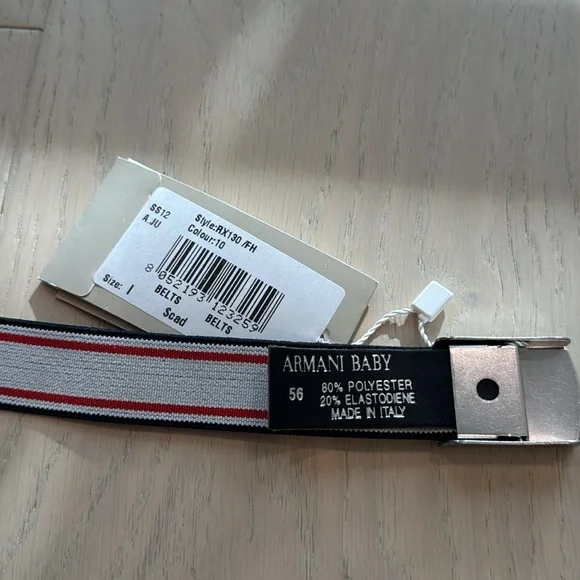 SS12
A.JU
Style:RX130 /FH
Colour:10
8 052193 123259
Size: I
BELTS BELTS
Scad
ARMANI BABY
56
80% POLYESTER
20% ELASTODIENE
MADE IN ITALY